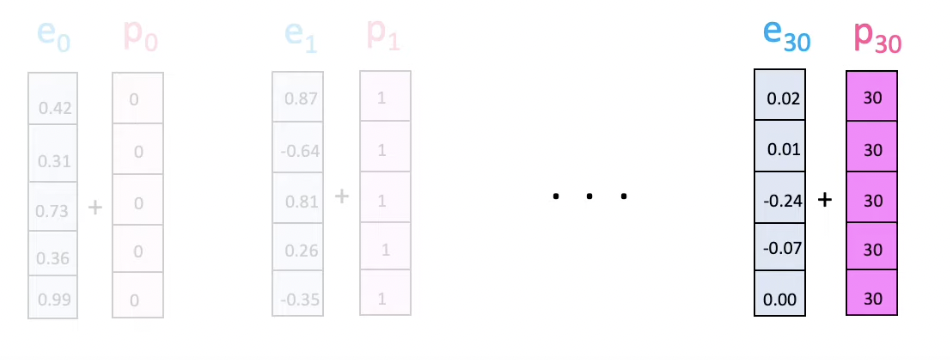 e0 p0 e1 p1 e30 p30
0.42 0 0.87 1 0.02 30
0.31 0 -0.64 1 0.01 30
0.73 + 0 0.81 + 1 . . . -0.24 + 30
0.36 0 0.26 1 -0.07 30
0.99 0 -0.35 1 0.00 30